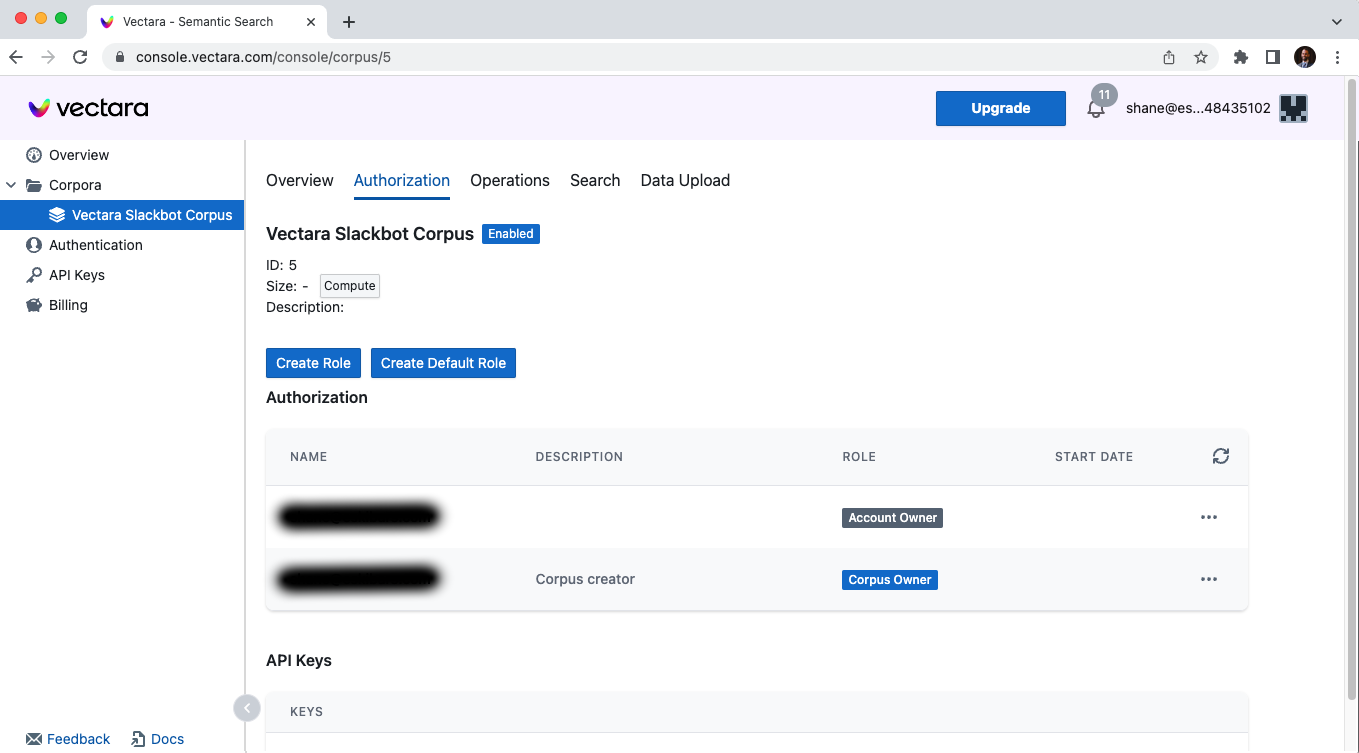 Vectara - Semantic Search
console.vectara.com/console/corpus/5
vectara
Upgrade
11
shane@es...48435102
Overview
Corpora
Vectara Slackbot Corpus
Authentication
API Keys
Billing
Overview Authorization Operations Search Data Upload
Vectara Slackbot Corpus Enabled
ID: 5
Size: - Compute
Description:
Create Role Create Default Role
Authorization
NAME DESCRIPTION ROLE START DATE
Account Owner
Corpus creator Corpus Owner
API Keys
KEYS
Feedback Docs